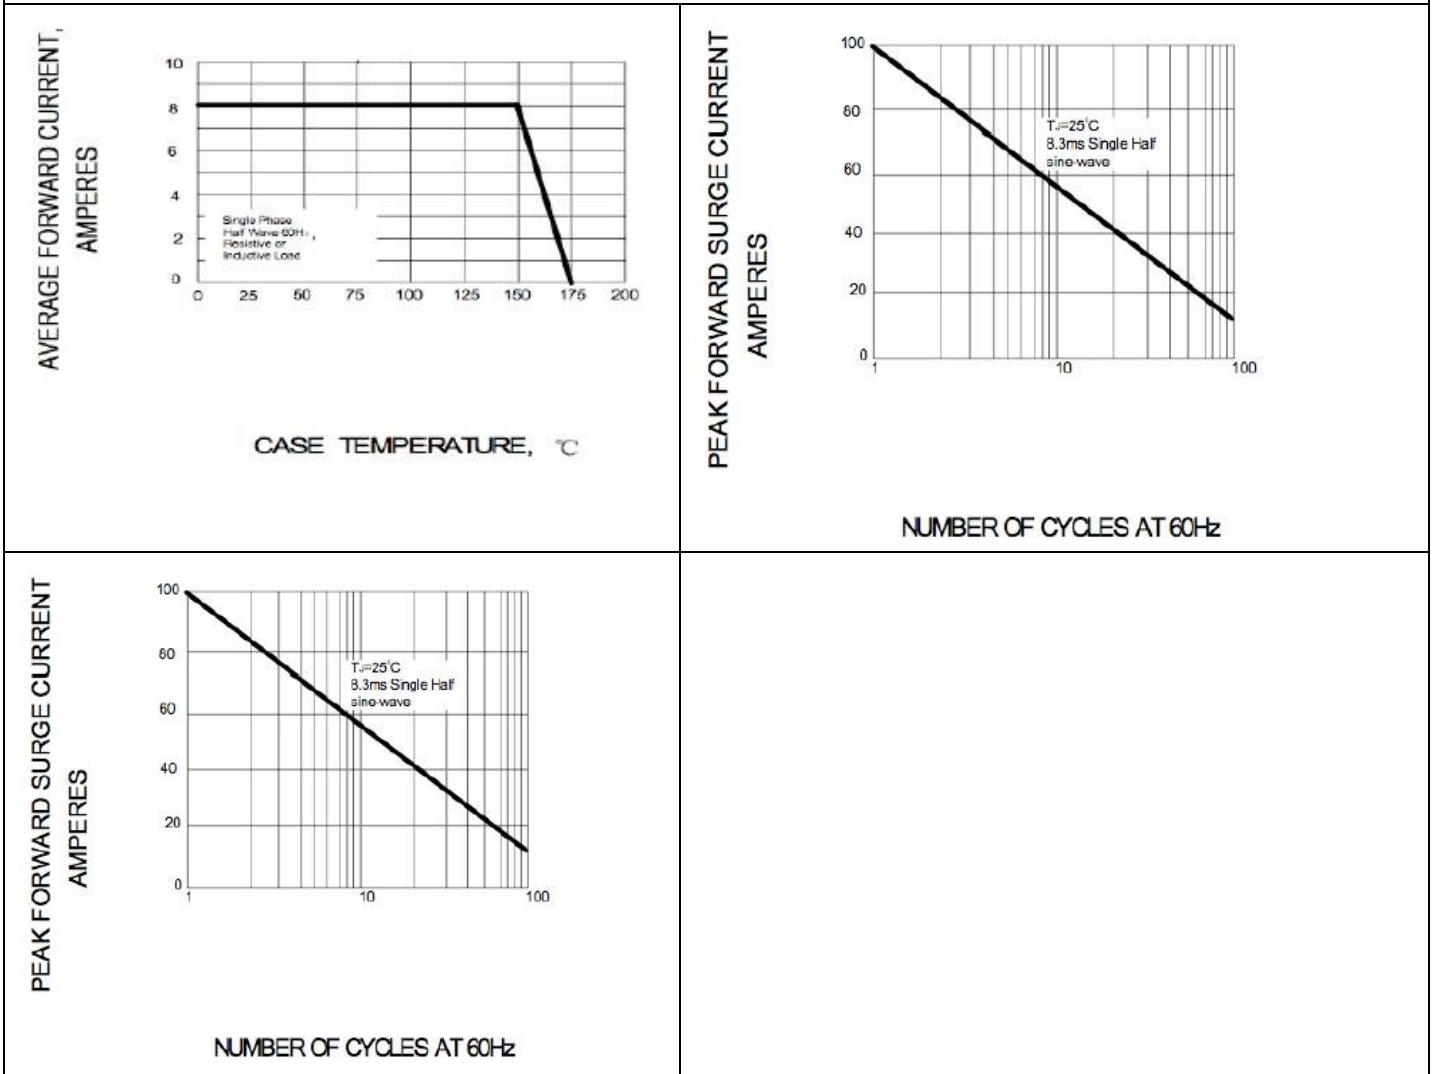 AVERAGE FORWARD CURRENT,
AMPERES
10
8
6
4
2
0
Single Phase
Half Wave 60Hz,
Resistive or
Inductive Load
0 25 50 75 100 125 150 175 200
CASE TEMPERATURE, ℃
PEAK FORWARD SURGE CURRENT
AMPERES
100
80
60
40
20
0
TJ=25°C
8.3ms Single Half
sine-wave
1 10 100
NUMBER OF CYCLES AT 60Hz
PEAK FORWARD SURGE CURRENT
AMPERES
100
80
60
40
20
0
TJ=25°C
8.3ms Single Half
sine-wave
1 10 100
NUMBER OF CYCLES AT 60Hz